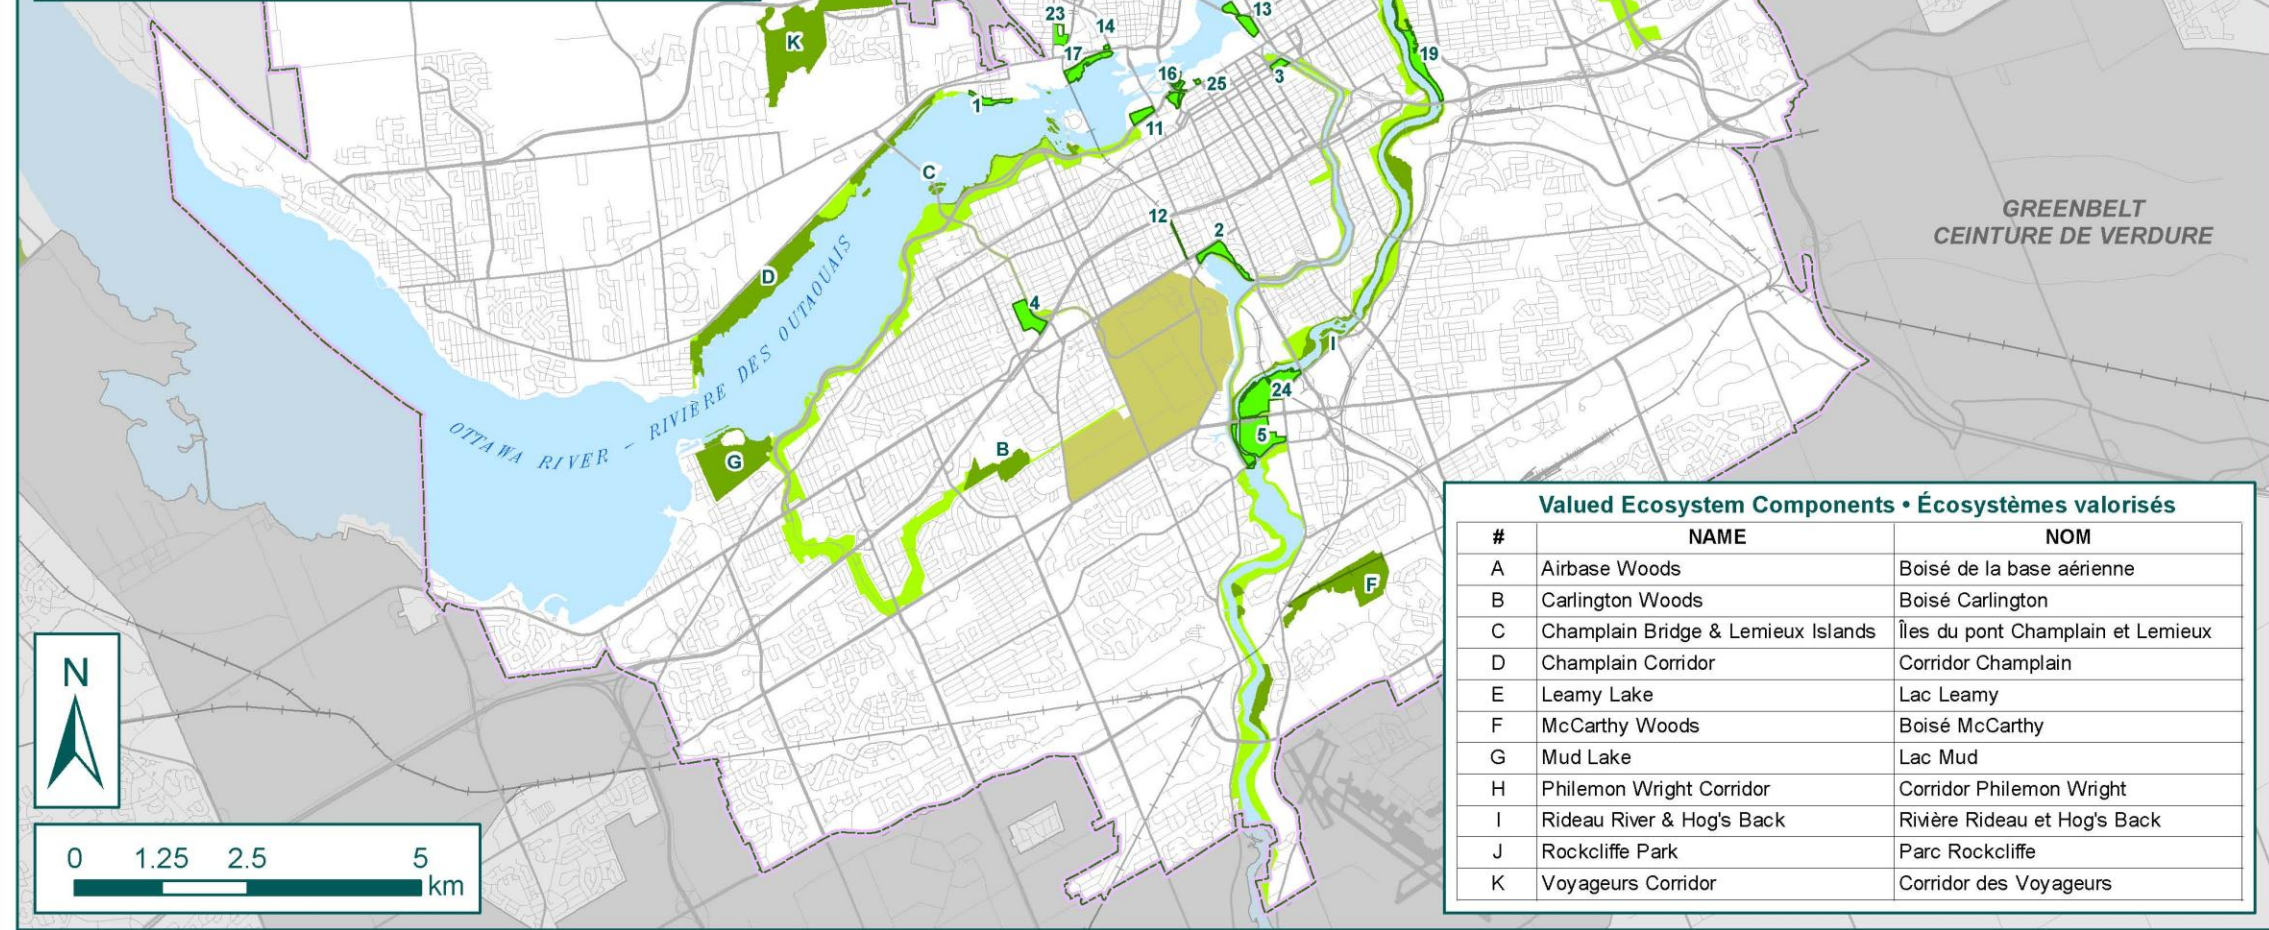 23
13
14
K
17
19
16
25
3
1
11
C
GREENBELT
CEINTURE DE VERDURE
12
2
D
4
I
OTTAWA RIVER - RIVIÈRE DES OUTAOUAIS
24
5
B
G
F
Valued Ecosystem Components • Écosystèmes valorisés
# NAME NOM
A Airbase Woods Boisé de la base aérienne
B Carlington Woods Boisé Carlington
C Champlain Bridge & Lemieux Islands Îles du pont Champlain et Lemieux
D Champlain Corridor Corridor Champlain
E Leamy Lake Lac Leamy
F McCarthy Woods Boisé McCarthy
G Mud Lake Lac Mud
H Philemon Wright Corridor Corridor Philemon Wright
I Rideau River & Hog's Back Rivière Rideau et Hog's Back
J Rockcliffe Park Parc Rockcliffe
K Voyageurs Corridor Corridor des Voyageurs
N
0 1.25 2.5 5
km